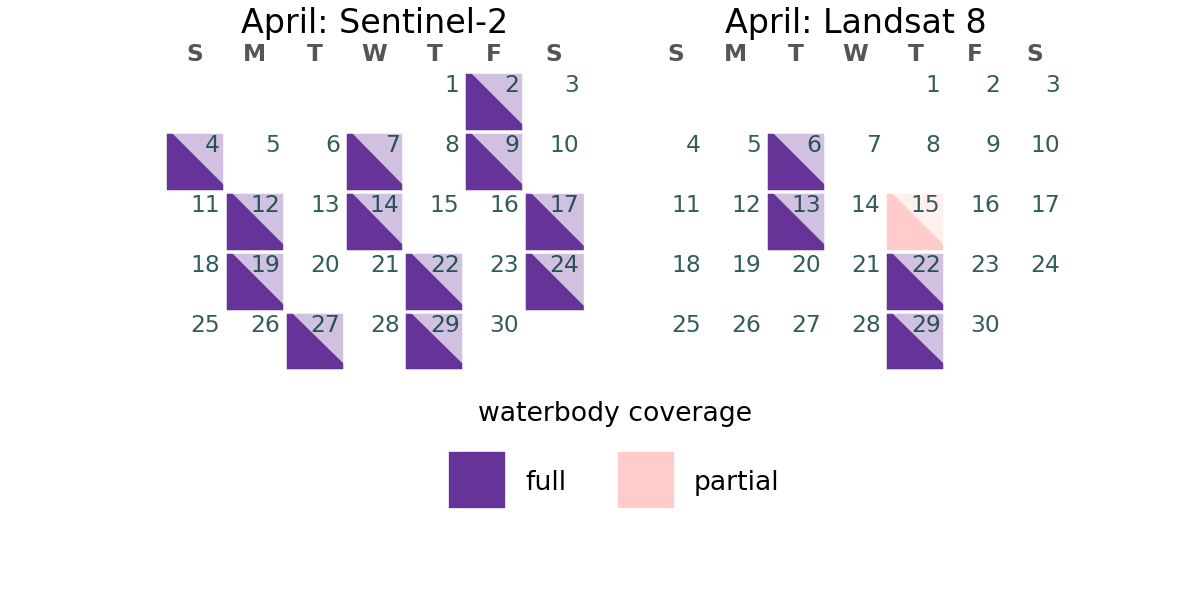 April: Sentinel-2
S M T W T F S
1 2 3
4 5 6 7 8 9 10
11 12 13 14 15 16 17
18 19 20 21 22 23 24
25 26 27 28 29 30
April: Landsat 8
S M T W T F S
1 2 3
4 5 6 7 8 9 10
11 12 13 14 15 16 17
18 19 20 21 22 23 24
25 26 27 28 29 30
waterbody coverage
full
partial